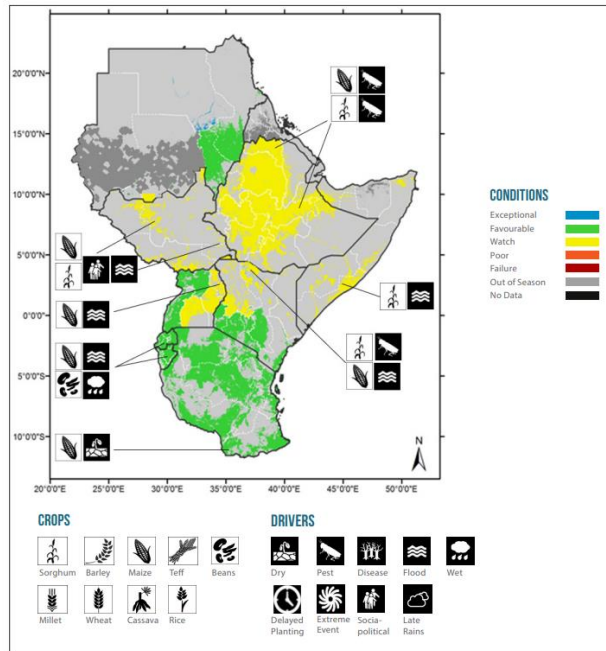 20°0'0"N
15°0'0"N
10°0'0"N
5°0'0"N
0°0'0"
5°0'0"S
10°0'0"S
N
20°0'0"E 25°0'0"E 30°0'0"E 35°0'0"E 40°0'0"E 45°0'0"E 50°0'0"E
CONDITIONS
Exceptional
Favourable
Watch
Poor
Failure
Out of Season
No Data
CROPS
Sorghum Barley Maize Teff Beans
Millet Wheat Cassava Rice
DRIVERS
Dry Pest Disease Flood Wet
Delayed Planting Extreme Event Socia-political Late Rains